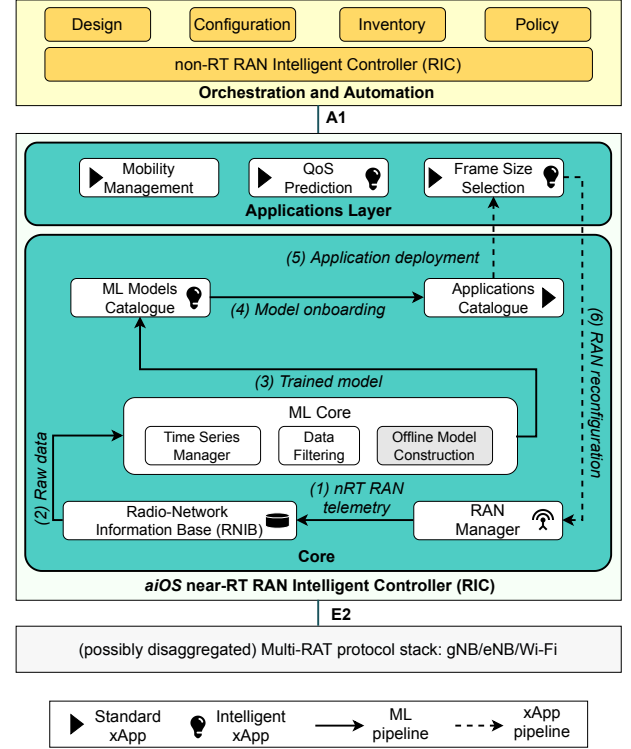 Design
Configuration
Inventory
Policy
non-RT RAN Intelligent Controller (RIC)
Orchestration and Automation
A1
Mobility
Management
QoS
Prediction
Frame Size
Selection
Applications Layer
(5) Application deployment
ML Models
Catalogue
(4) Model onboarding
Applications
Catalogue
(6) RAN reconfiguration
(3) Trained model
ML Core
Time Series
Manager
Data
Filtering
Offline Model
Construction
(2) Raw data
(1) nRT RAN
telemetry
Radio-Network
Information Base (RNIB)
RAN
Manager
Core
aiOS near-RT RAN Intelligent Controller (RIC)
E2
(possibly disaggregated) Multi-RAT protocol stack: gNB/eNB/Wi-Fi
Standard
xApp
Intelligent
xApp
ML
pipeline
xApp
pipeline